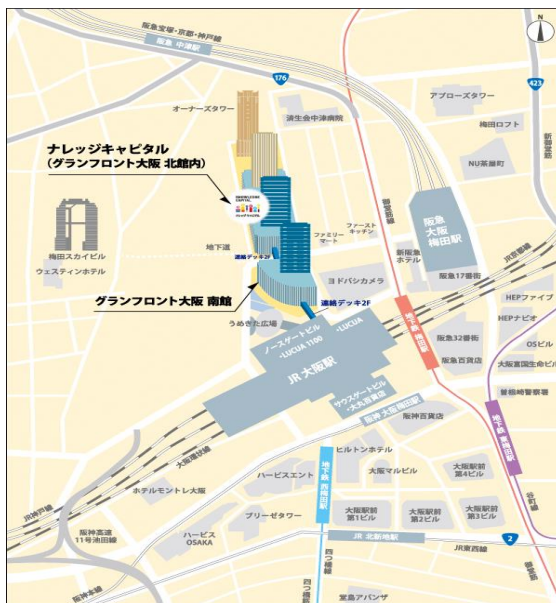 N
阪急宝塚・京都・神戸線
阪急 中津駅
176
423
オーナーズタワー
済生会中津病院
アプローズタワー
梅田ロフト
NU茶屋町
ナレッジキャピタル
(グランフロント大阪 北館内)
KNOWLEDGE
CAPITAL
ナレッジキャピタル
梅田スカイビル
ウェスティンホテル
地下道
連絡デッキ2F
ファミリー
マート
ファースト
キッチン
新阪急
ホテル
阪急
大阪
梅田駅
JR京都線
グランフロント大阪 南館
ヨドバシカメラ
連絡デッキ2F
阪急17番街
うめきた広場
ノースゲートビル
・LUCUA 1100
・LUCUA
JR 大阪駅
サウスゲートビル
・大丸百貨店
地下鉄 梅田駅
阪急32番街
阪急百貨店
HEPファイブ
HEPナビオ
OSビル
大阪富国生命ビル
曽根崎警察署
阪神 大阪梅田駅
阪神百貨店
地下鉄 東梅田駅
大阪環状線
ヒルトンホテル
大阪マルビル
ハービスエント
地下鉄 西梅田駅
大阪駅前
第4ビル
ホテルモントレ大阪
ブリーゼタワー
大阪駅前
第1ビル
大阪駅前
第2ビル
大阪駅前
第3ビル
JR神戸線
阪神高速
11号池田線
ハービス
OSAKA
JR 北新地駅
JR東西線
2
阪神本線
四つ橋線
堂島アバンザ